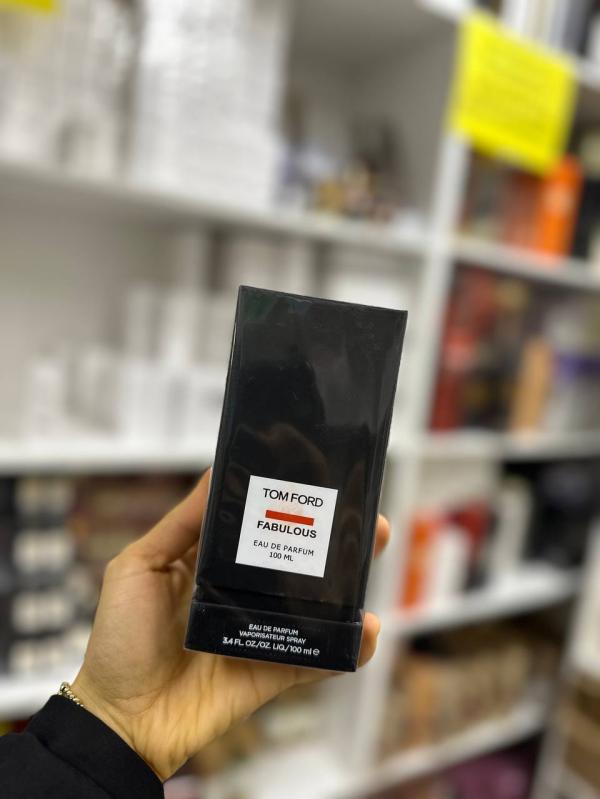 TOM FORD
FABULOUS
EAU DE PARFUM
100 ML
EAU DE PARFUM
VAPORISATEUR SPRAY
3.4 FL. OZ./OZ. LIQ./100 ml ℮